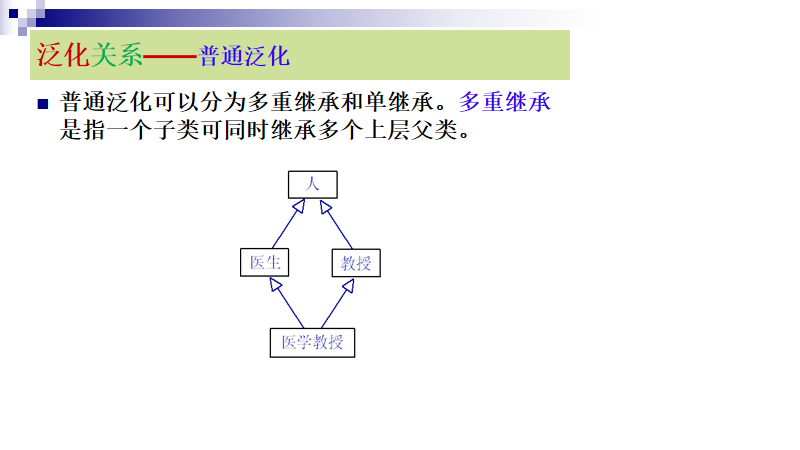 泛化关系——普通泛化
普通泛化可以分为多重继承和单继承。多重继承
是指一个子类可同时继承多个上层父类。
人
医生
教授
医学教授